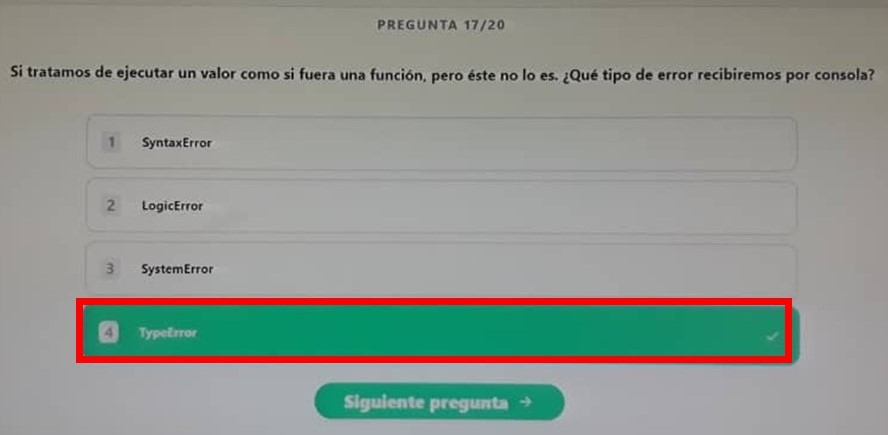 PREGUNTA 17/20
Si tratamos de ejecutar un valor como si fuera una función, pero éste no lo es. ¿Qué tipo de error recibiremos por consola?
1 SyntaxError
2 LogicError
3 SystemError
4 TypeError
Siguiente pregunta →